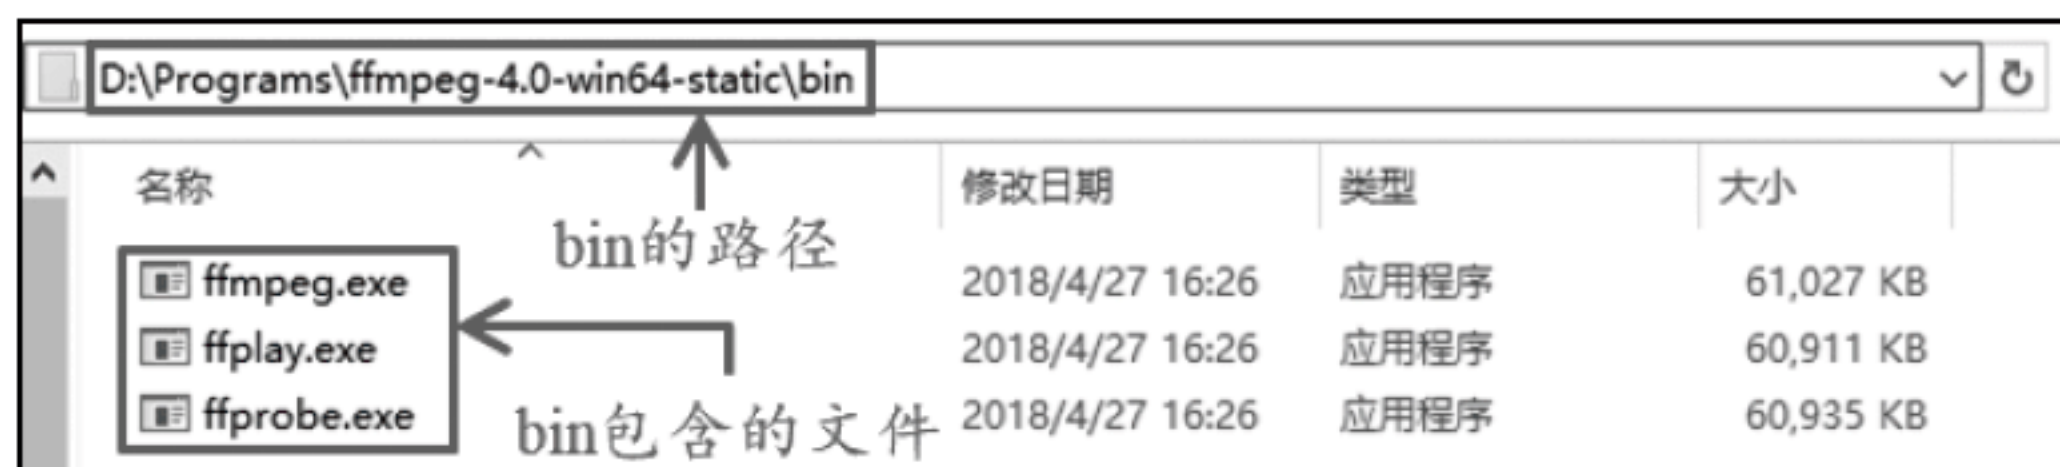 D:\Programs\ffmpeg-4.0-win64-static\bin
名称 修改日期 类型 大小
bin的路径
ffmpeg.exe 2018/4/27 16:26 应用程序 61,027 KB
ffplay.exe 2018/4/27 16:26 应用程序 60,911 KB
ffprobe.exe 2018/4/27 16:26 应用程序 60,935 KB
bin包含的文件